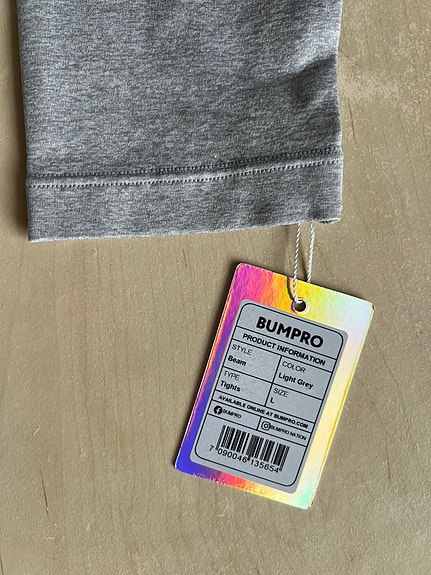 BUMPRO
PRODUCT INFORMATION
STYLE
Beam
COLOR
Light Grey
TYPE
Tights
SIZE
L
AVAILABLE ONLINE AT BUMPRO.COM
BUMPRO
BUMPRO NATION
7 090046 135654